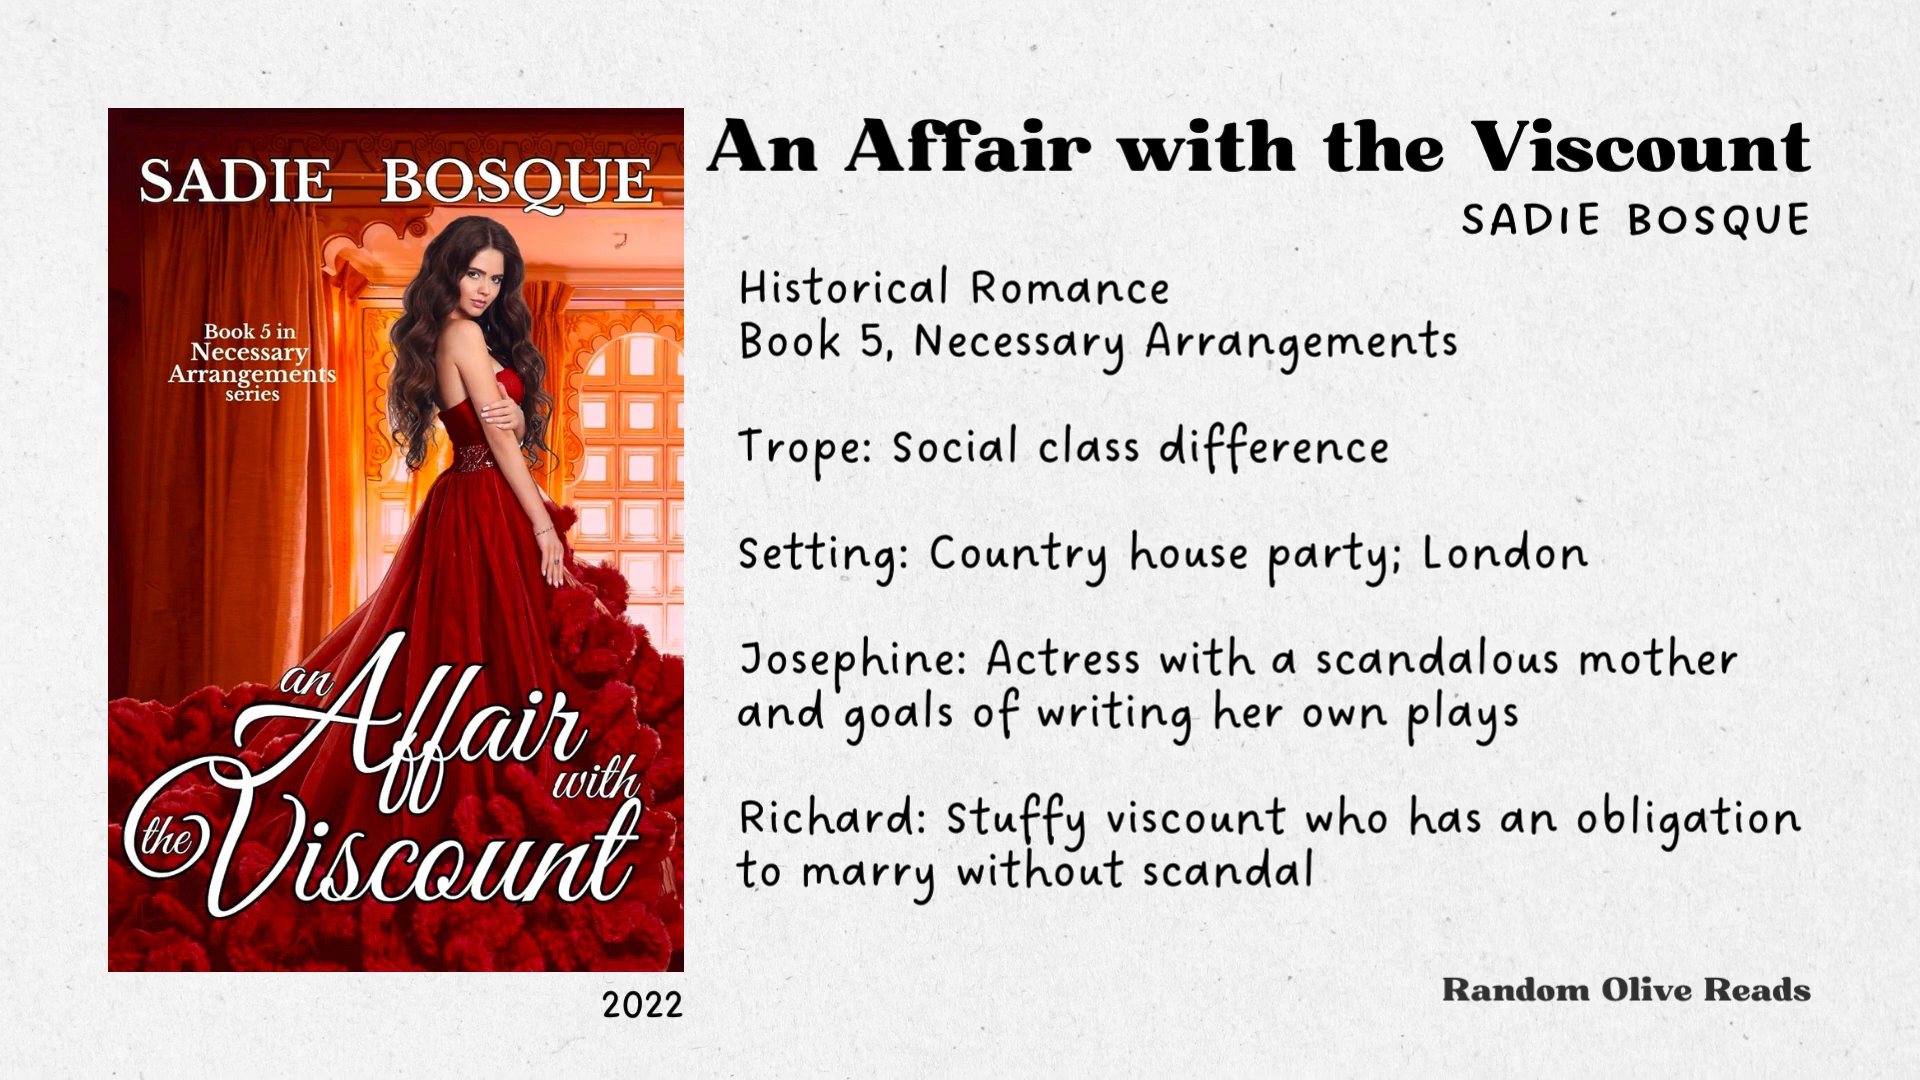 SADIE BOSQUE
Book 5 in
Necessary
Arrangements
series
an Affair
with
the Viscount
2022
An Affair with the Viscount
SADIE BOSQUE
Historical Romance
Book 5, Necessary Arrangements
Trope: Social class difference
Setting: Country house party; London
Josephine: Actress with a scandalous mother
and goals of writing her own plays
Richard: Stuffy viscount who has an obligation
to marry without scandal
Random Olive Reads